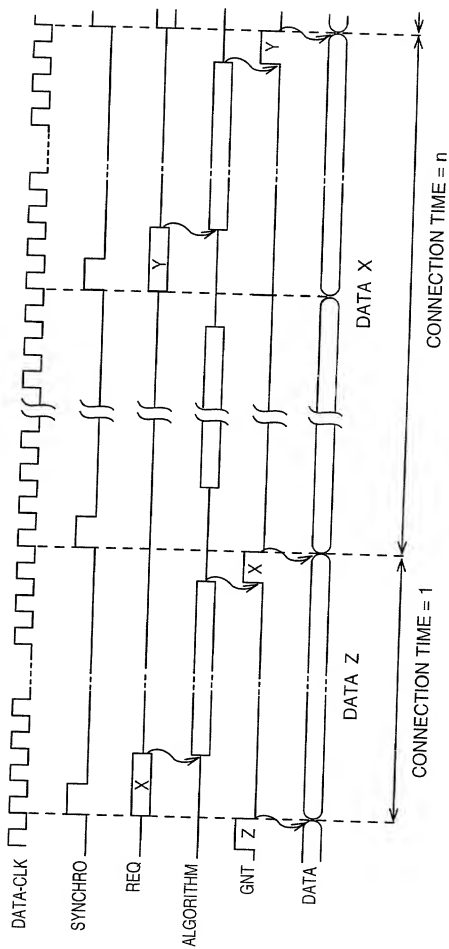 DATA-CLK
SYNCHRO
REQ
X
Y
ALGORITHM
GNT
Z
X
Y
DATA
DATA Z
DATA X
CONNECTION TIME = 1
CONNECTION TIME = n